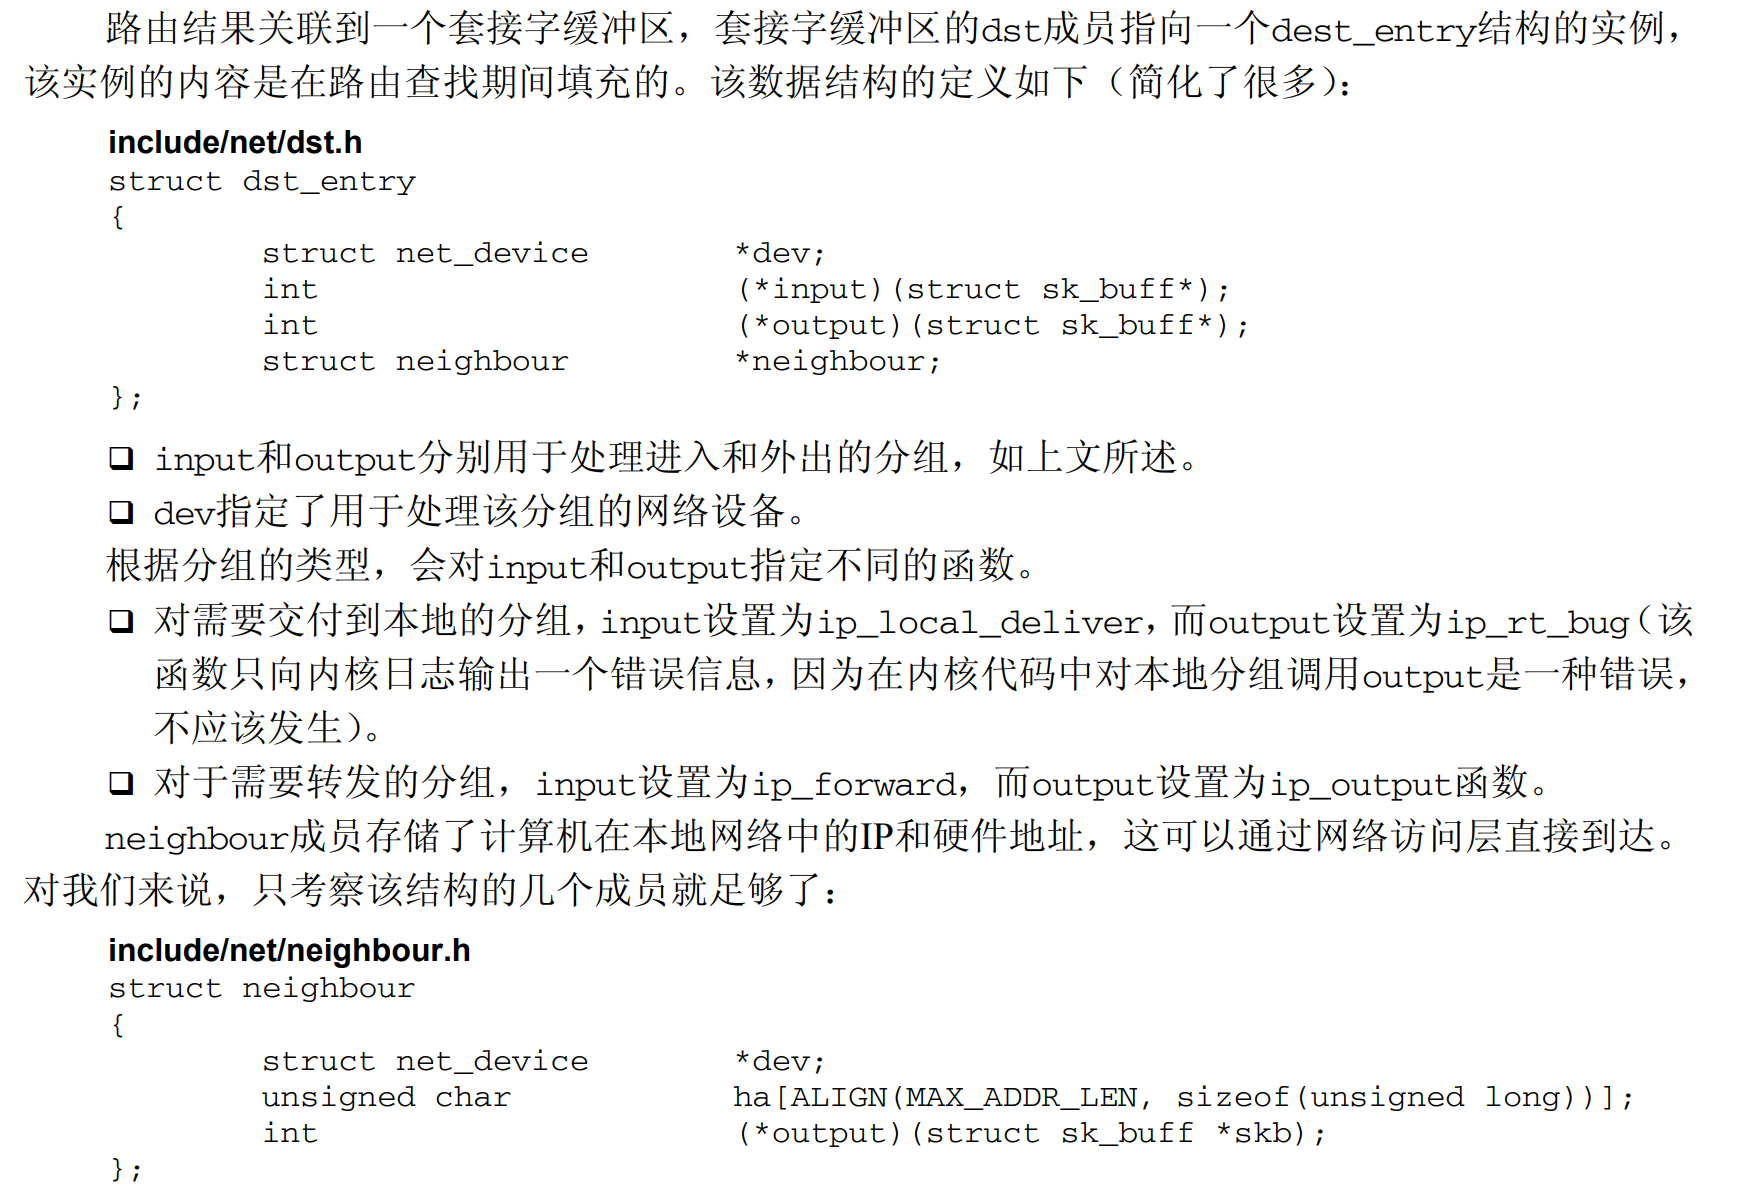 路由结果关联到一个套接字缓冲区，套接字缓冲区的dst成员指向一个dest_entry结构的实例，
该实例的内容是在路由查找期间填充的。该数据结构的定义如下（简化了很多）：
include/net/dst.h
struct dst_entry
{
struct net_device *dev;
int (*input)(struct sk_buff*);
int (*output)(struct sk_buff*);
struct neighbour *neighbour;
};
❑ input和output分别用于处理进入和外出的分组，如上文所述。
❑ dev指定了用于处理该分组的网络设备。
根据分组的类型，会对input和output指定不同的函数。
❑ 对需要交付到本地的分组，input设置为ip_local_deliver，而output设置为ip_rt_bug（该
函数只向内核日志输出一个错误信息，因为在内核代码中对本地分组调用output是一种错误，
不应该发生）。
❑ 对于需要转发的分组，input设置为ip_forward，而output设置为ip_output函数。
neighbour成员存储了计算机在本地网络中的IP和硬件地址，这可以通过网络访问层直接到达。
对我们来说，只考察该结构的几个成员就足够了：
include/net/neighbour.h
struct neighbour
{
struct net_device *dev;
unsigned char ha[ALIGN(MAX_ADDR_LEN, sizeof(unsigned long))];
int (*output)(struct sk_buff *skb);
};